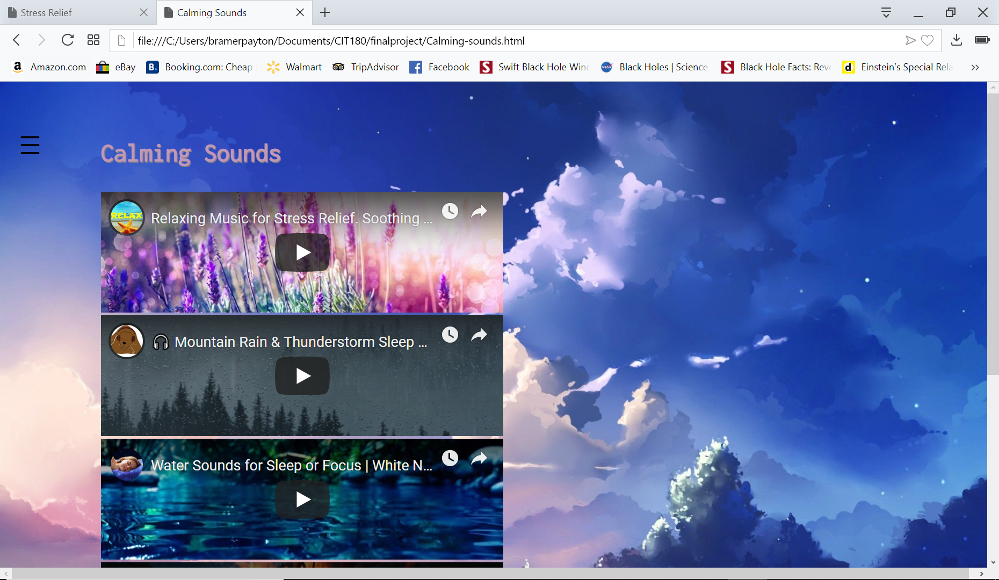 Stress Relief
Calming Sounds
file:///C:/Users/bramerpayton/Documents/CIT180/finalproject/Calming-sounds.html
Amazon.com eBay Booking.com: Cheap Walmart TripAdvisor Facebook Swift Black Hole Winc Black Holes | Science Black Hole Facts: Reve Einstein's Special Rela
Calming Sounds
RELAX
Relaxing Music for Stress Relief. Soothing ...
Mountain Rain & Thunderstorm Sleep ...
Water Sounds for Sleep or Focus | White N...